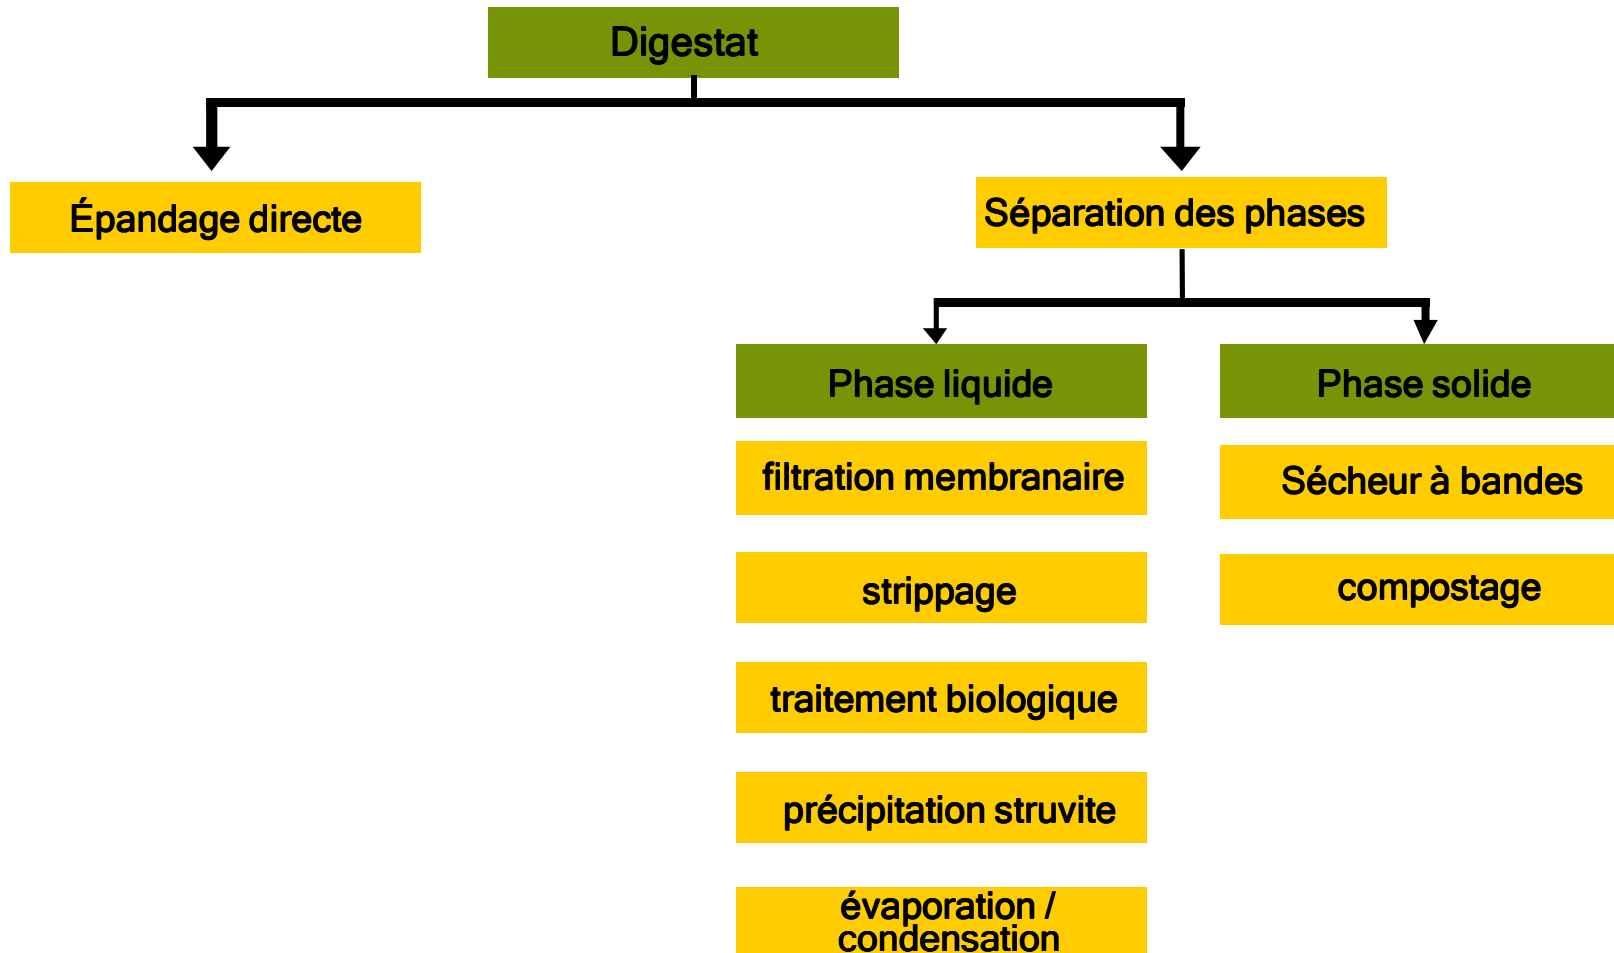 Digestat
Épandage directe
Séparation des phases
Phase liquide
Phase solide
filtration membranaire
Sécheur à bandes
strippage
compostage
traitement biologique
précipitation struvite
évaporation /
condensation